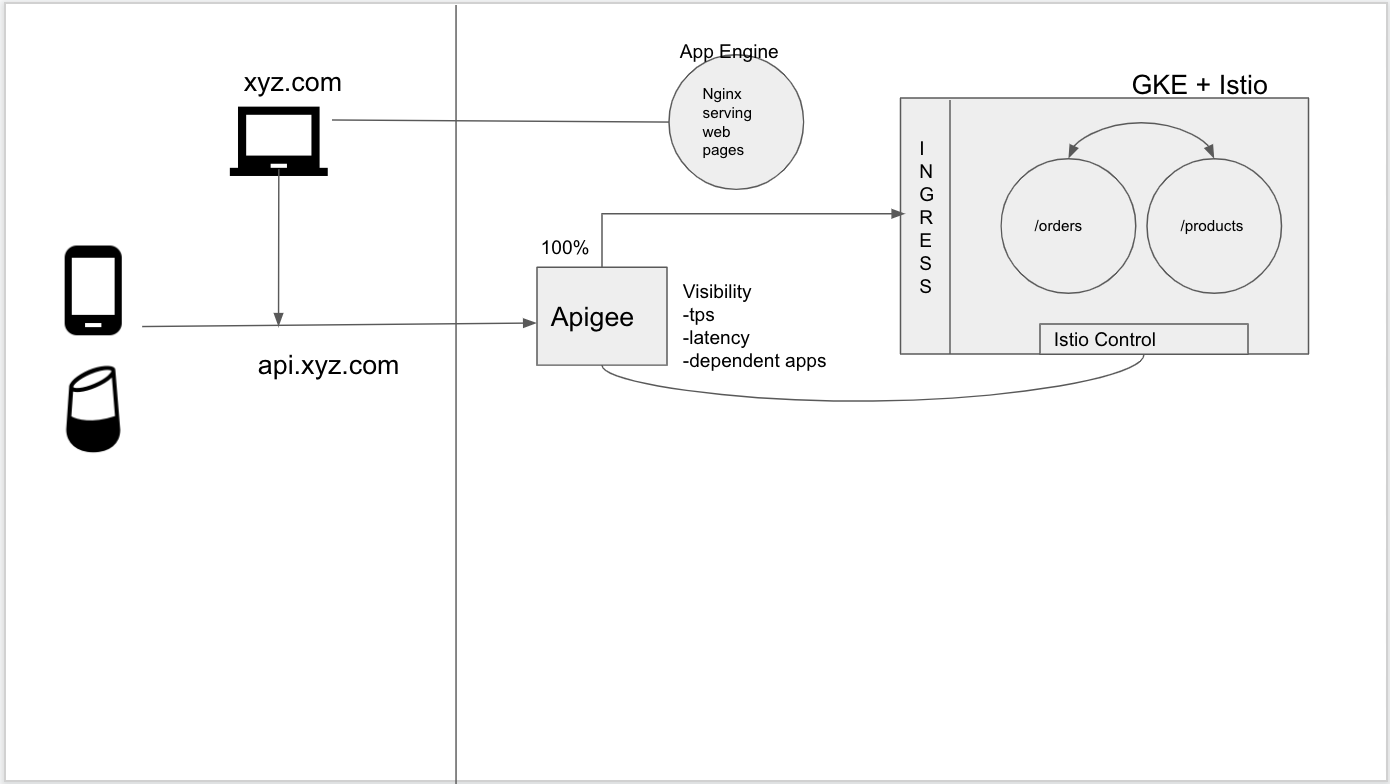 xyz.com
App Engine
Nginx
serving
web
pages
GKE + Istio
I
N
G
R
E
S
S
/orders
/products
100%
Apigee
Visibility
-tps
-latency
-dependent apps
Istio Control
api.xyz.com